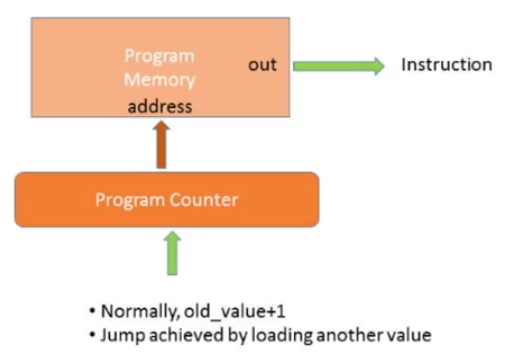 Program
Memory
out
Instruction
address
Program Counter
• Normally, old_value+1
• Jump achieved by loading another value